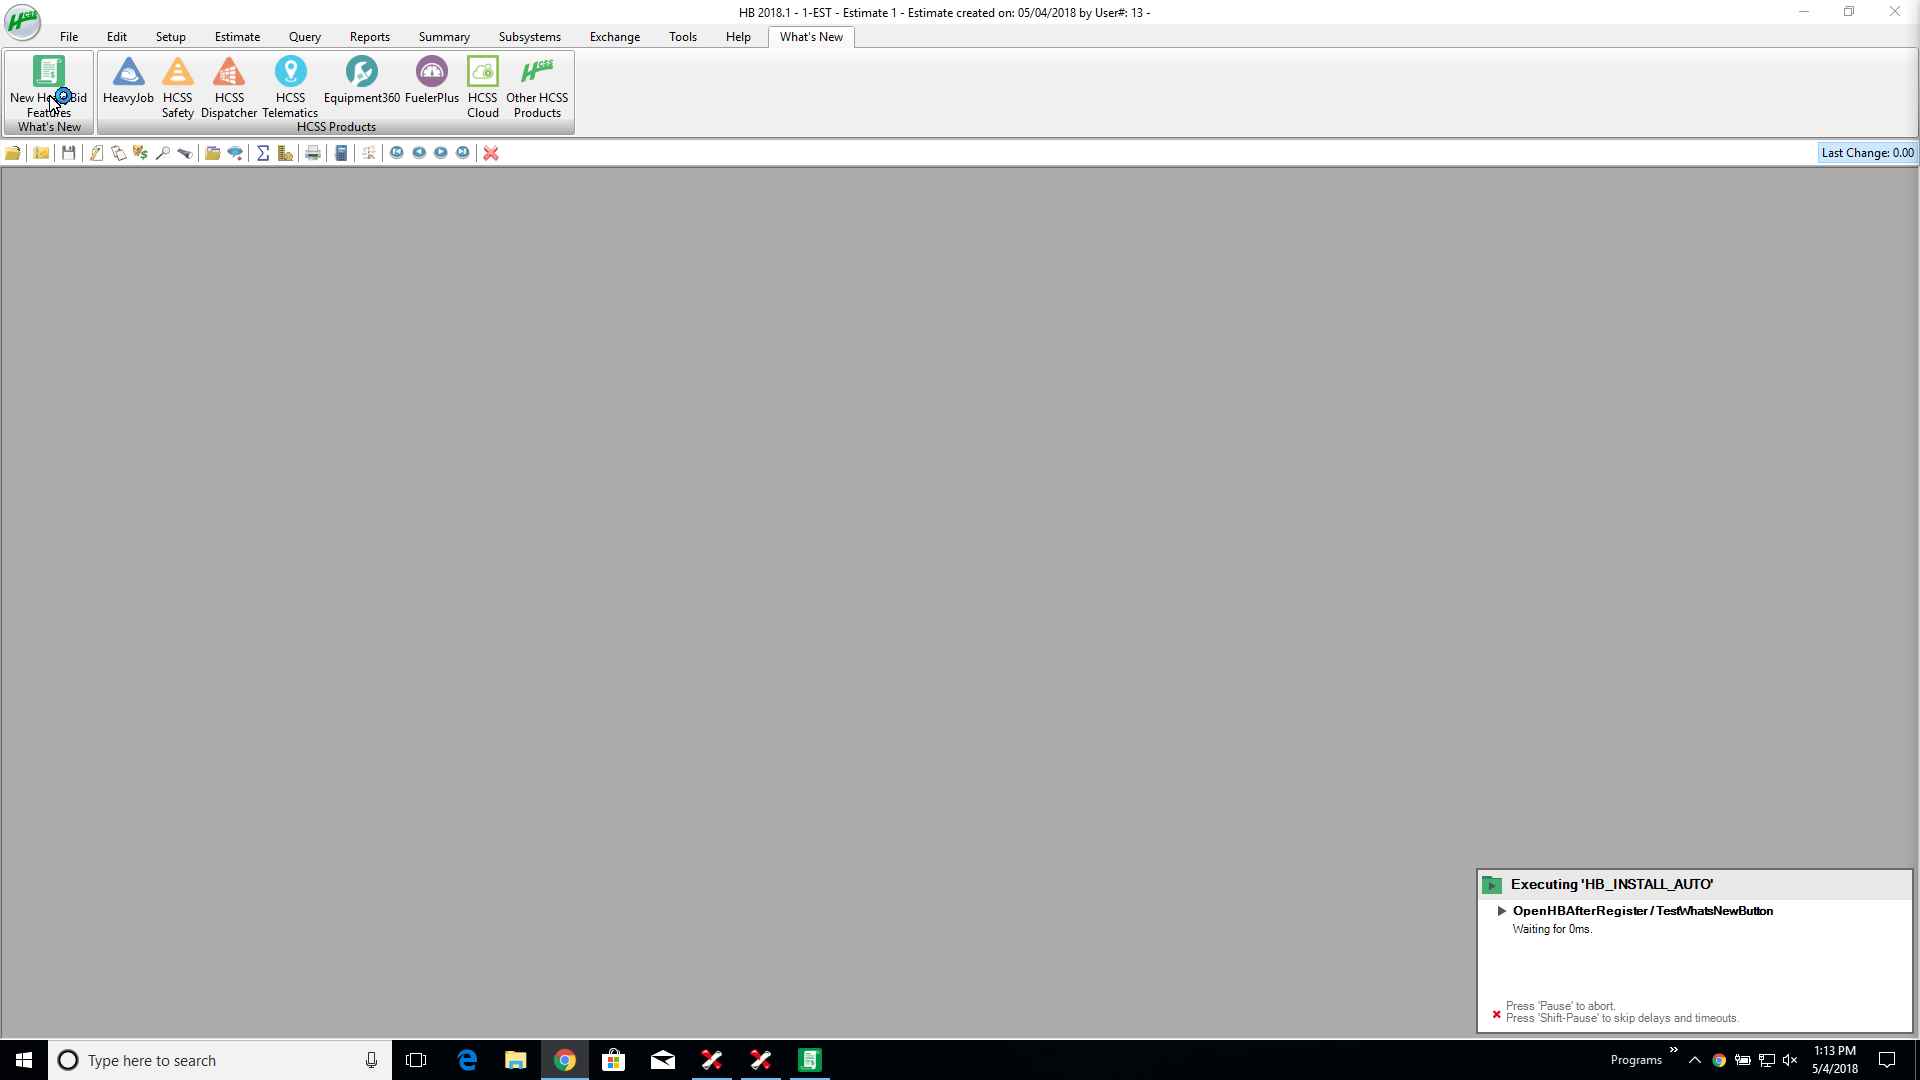 HB 2018.1 - 1-EST - Estimate 1 - Estimate created on: 05/04/2018 by User#: 13 -
HCSS
File Edit Setup Estimate Query Reports Summary Subsystems Exchange Tools Help What's New
New Bid HeavyJob HCSS HCSS HCSS Equipment360 FuelerPlus HCSS Other HCSS
Features Safety Dispatcher Telematics Cloud Products
What's New HCSS Products
Last Change: 0.00
Executing 'HB_INSTALL_AUTO'
OpenHBAfterRegister / TestWhatsNewButton
Waiting for 0ms.
Press 'Pause' to abort.
Press 'Shift-Pause' to skip delays and timeouts.
Type here to search
Programs
1:13 PM
5/4/2018